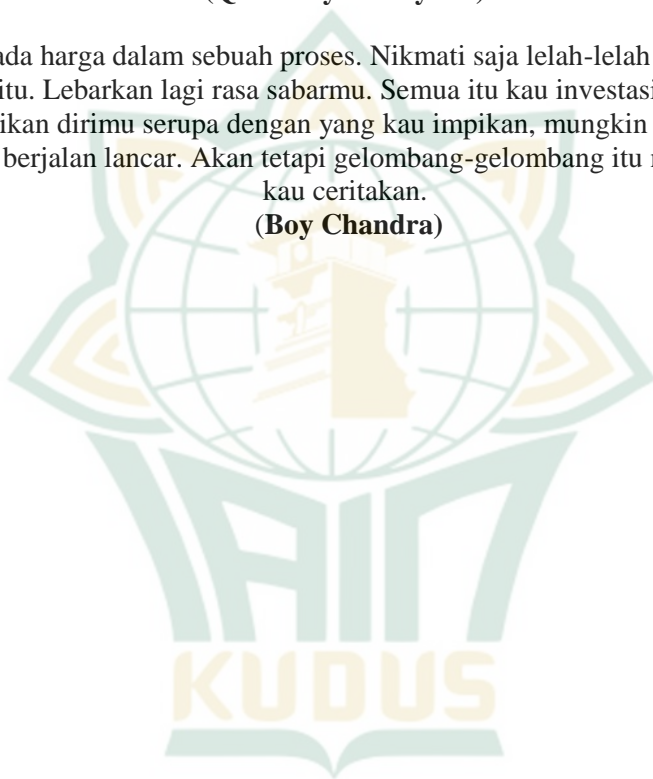 ada harga dalam sebuah proses. Nikmati saja lelah-lelah
itu. Lebarkan lagi rasa sabarmu. Semua itu kau investasi
ikan dirimu serupa dengan yang kau impikan, mungkin
berjalan lancar. Akan tetapi gelombang-gelombang itu
kau ceritakan.
(Boy Chandra)
IAIN
KUDUS